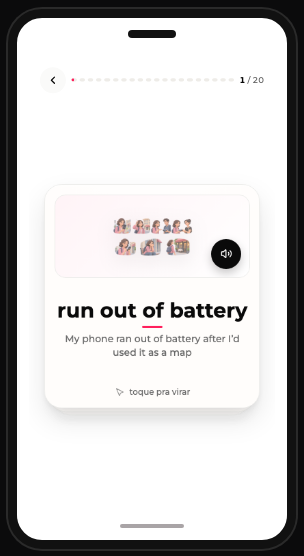 1 / 20
run out of battery
My phone ran out of battery after I'd
used it as a map
toque pra virar